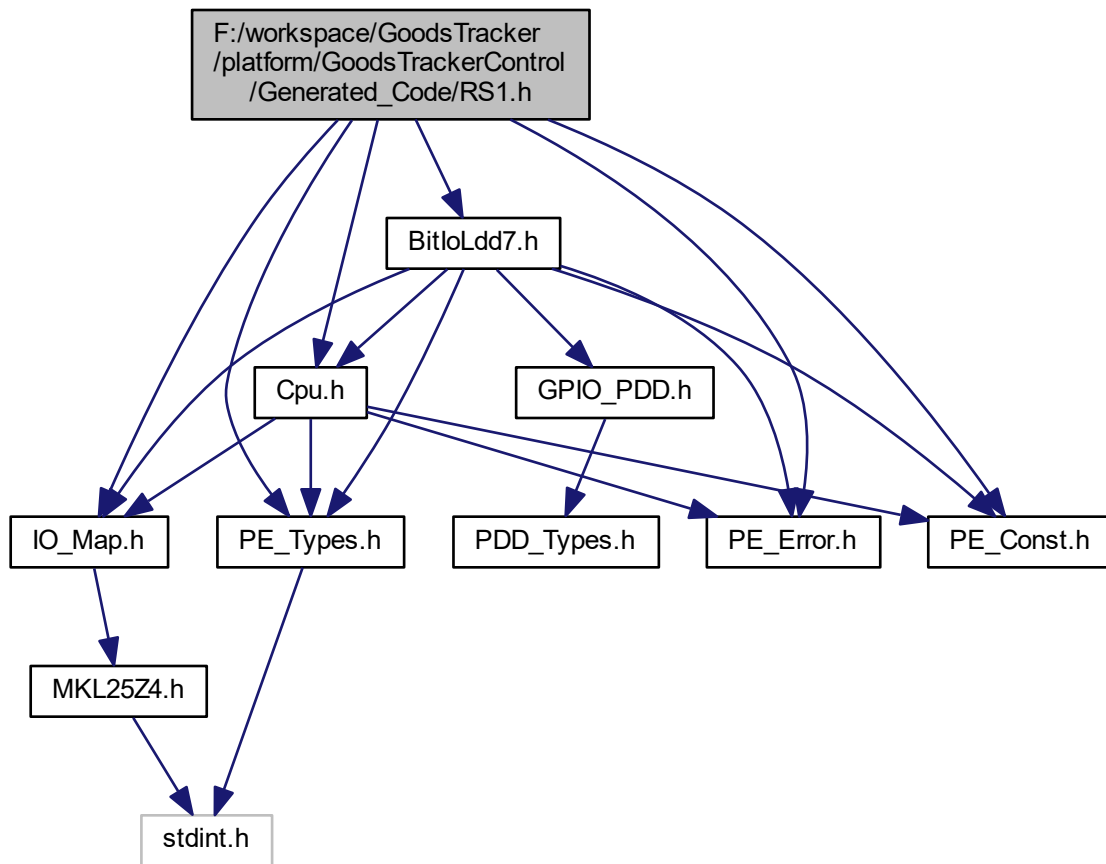 F:/workspace/GoodsTracker
/platform/GoodsTrackerControl
/Generated_Code/RS1.h
BitIoLdd7.h
Cpu.h
GPIO_PDD.h
IO_Map.h
PE_Types.h
PDD_Types.h
PE_Error.h
PE_Const.h
MKL25Z4.h
stdint.h